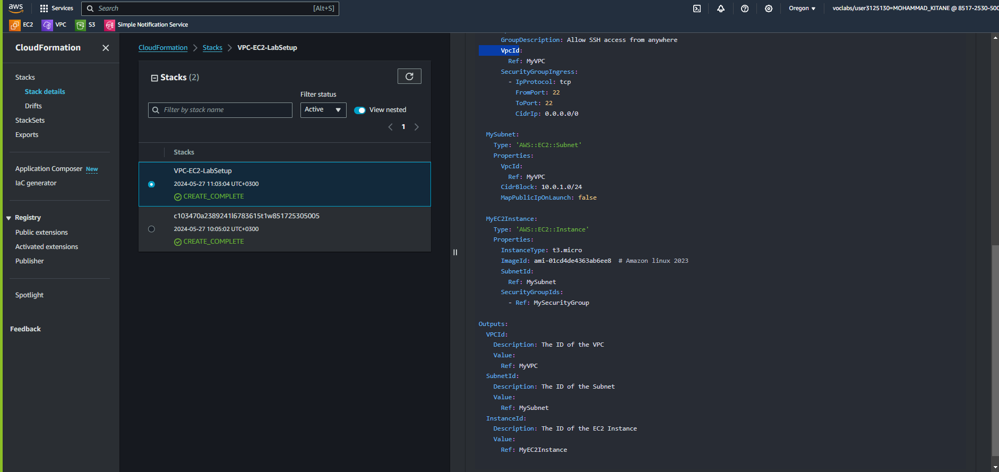 aws
Services
Search
[Alt+S]
Oregon
voclabs/user3125130=MOHAMMAD_KITANE @ 8517-2530-500
EC2
VPC
S3
Simple Notification Service
CloudFormation
Stacks
Stack details
Drifts
StackSets
Exports
Application Composer New
IaC generator
Registry
Public extensions
Activated extensions
Publisher
Spotlight
Feedback
CloudFormation
Stacks
VPC-EC2-LabSetup
Stacks (2)
Filter status
Filter by stack name
Active
View nested
1
Stacks
VPC-EC2-LabSetup
2024-05-27 11:03:04 UTC+0300
CREATE_COMPLETE
c103470a2389241l6783615t1w851725305005
2024-05-27 10:05:02 UTC+0300
CREATE_COMPLETE
GroupDescription: Allow SSH access from anywhere
VpcId:
Ref: MyVPC
SecurityGroupIngress:
- IpProtocol: tcp
FromPort: 22
ToPort: 22
CidrIp: 0.0.0.0/0
MySubnet:
Type: 'AWS::EC2::Subnet'
Properties:
VpcId:
Ref: MyVPC
CidrBlock: 10.0.1.0/24
MapPublicIpOnLaunch: false
MyEC2Instance:
Type: 'AWS::EC2::Instance'
Properties:
InstanceType: t3.micro
ImageId: ami-01cd4de4363ab6ee8 # Amazon linux 2023
SubnetId:
Ref: MySubnet
SecurityGroupIds:
- Ref: MySecurityGroup
Outputs:
VPCId:
Description: The ID of the VPC
Value:
Ref: MyVPC
SubnetId:
Description: The ID of the Subnet
Value:
Ref: MySubnet
InstanceId:
Description: The ID of the EC2 Instance
Value:
Ref: MyEC2Instance